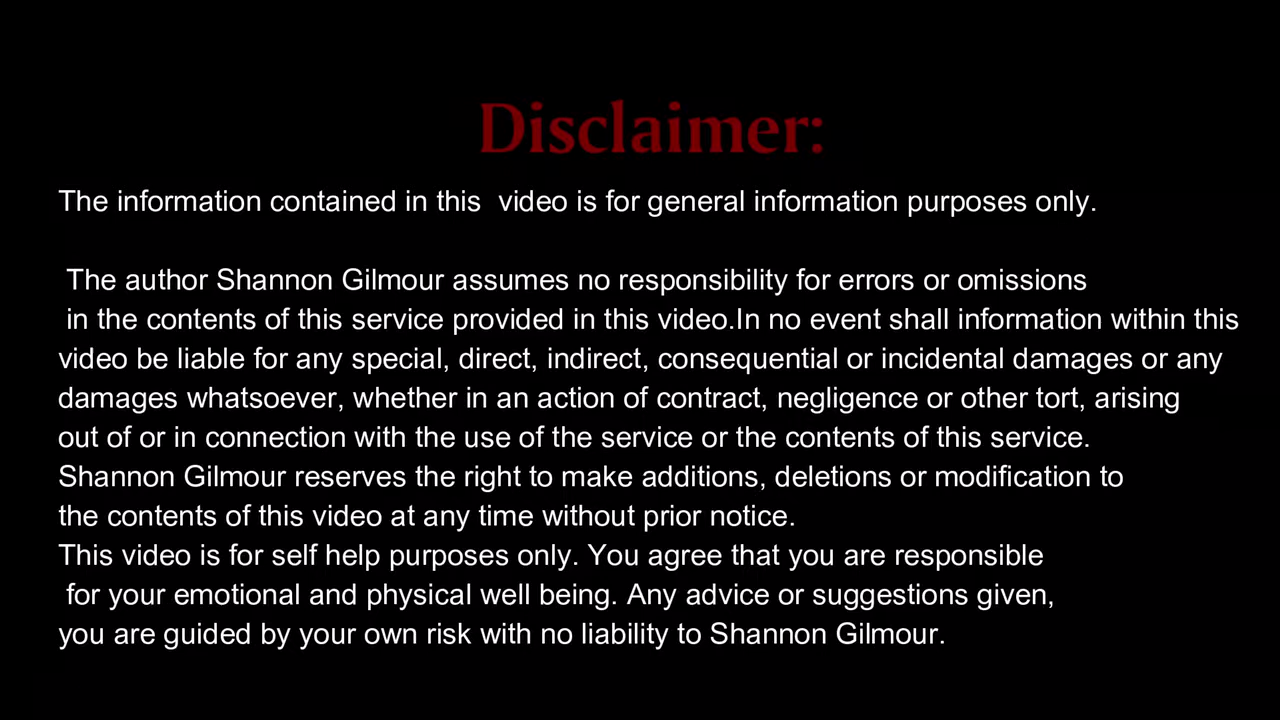 Disclaimer:
The information contained in this  video is for general information purposes only.
The author Shannon Gilmour assumes no responsibility for errors or omissions
in the contents of this service provided in this video.In no event shall information within this
video be liable for any special, direct, indirect, consequential or incidental damages or any
damages whatsoever, whether in an action of contract, negligence or other tort, arising
out of or in connection with the use of the service or the contents of this service.
Shannon Gilmour reserves the right to make additions, deletions or modification to
the contents of this video at any time without prior notice.
This video is for self help purposes only. You agree that you are responsible
for your emotional and physical well being. Any advice or suggestions given,
you are guided by your own risk with no liability to Shannon Gilmour.